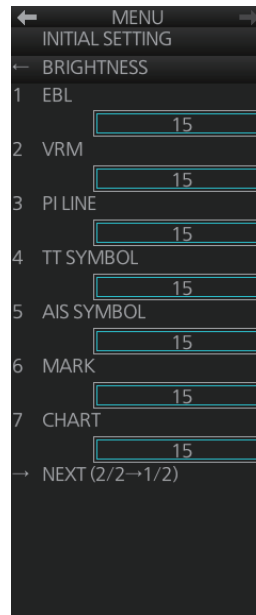 ← MENU →
INITIAL SETTING
← BRIGHTNESS
1 EBL
15
2 VRM
15
3 PI LINE
15
4 TT SYMBOL
15
5 AIS SYMBOL
15
6 MARK
15
7 CHART
15
→ NEXT (2/2→1/2)